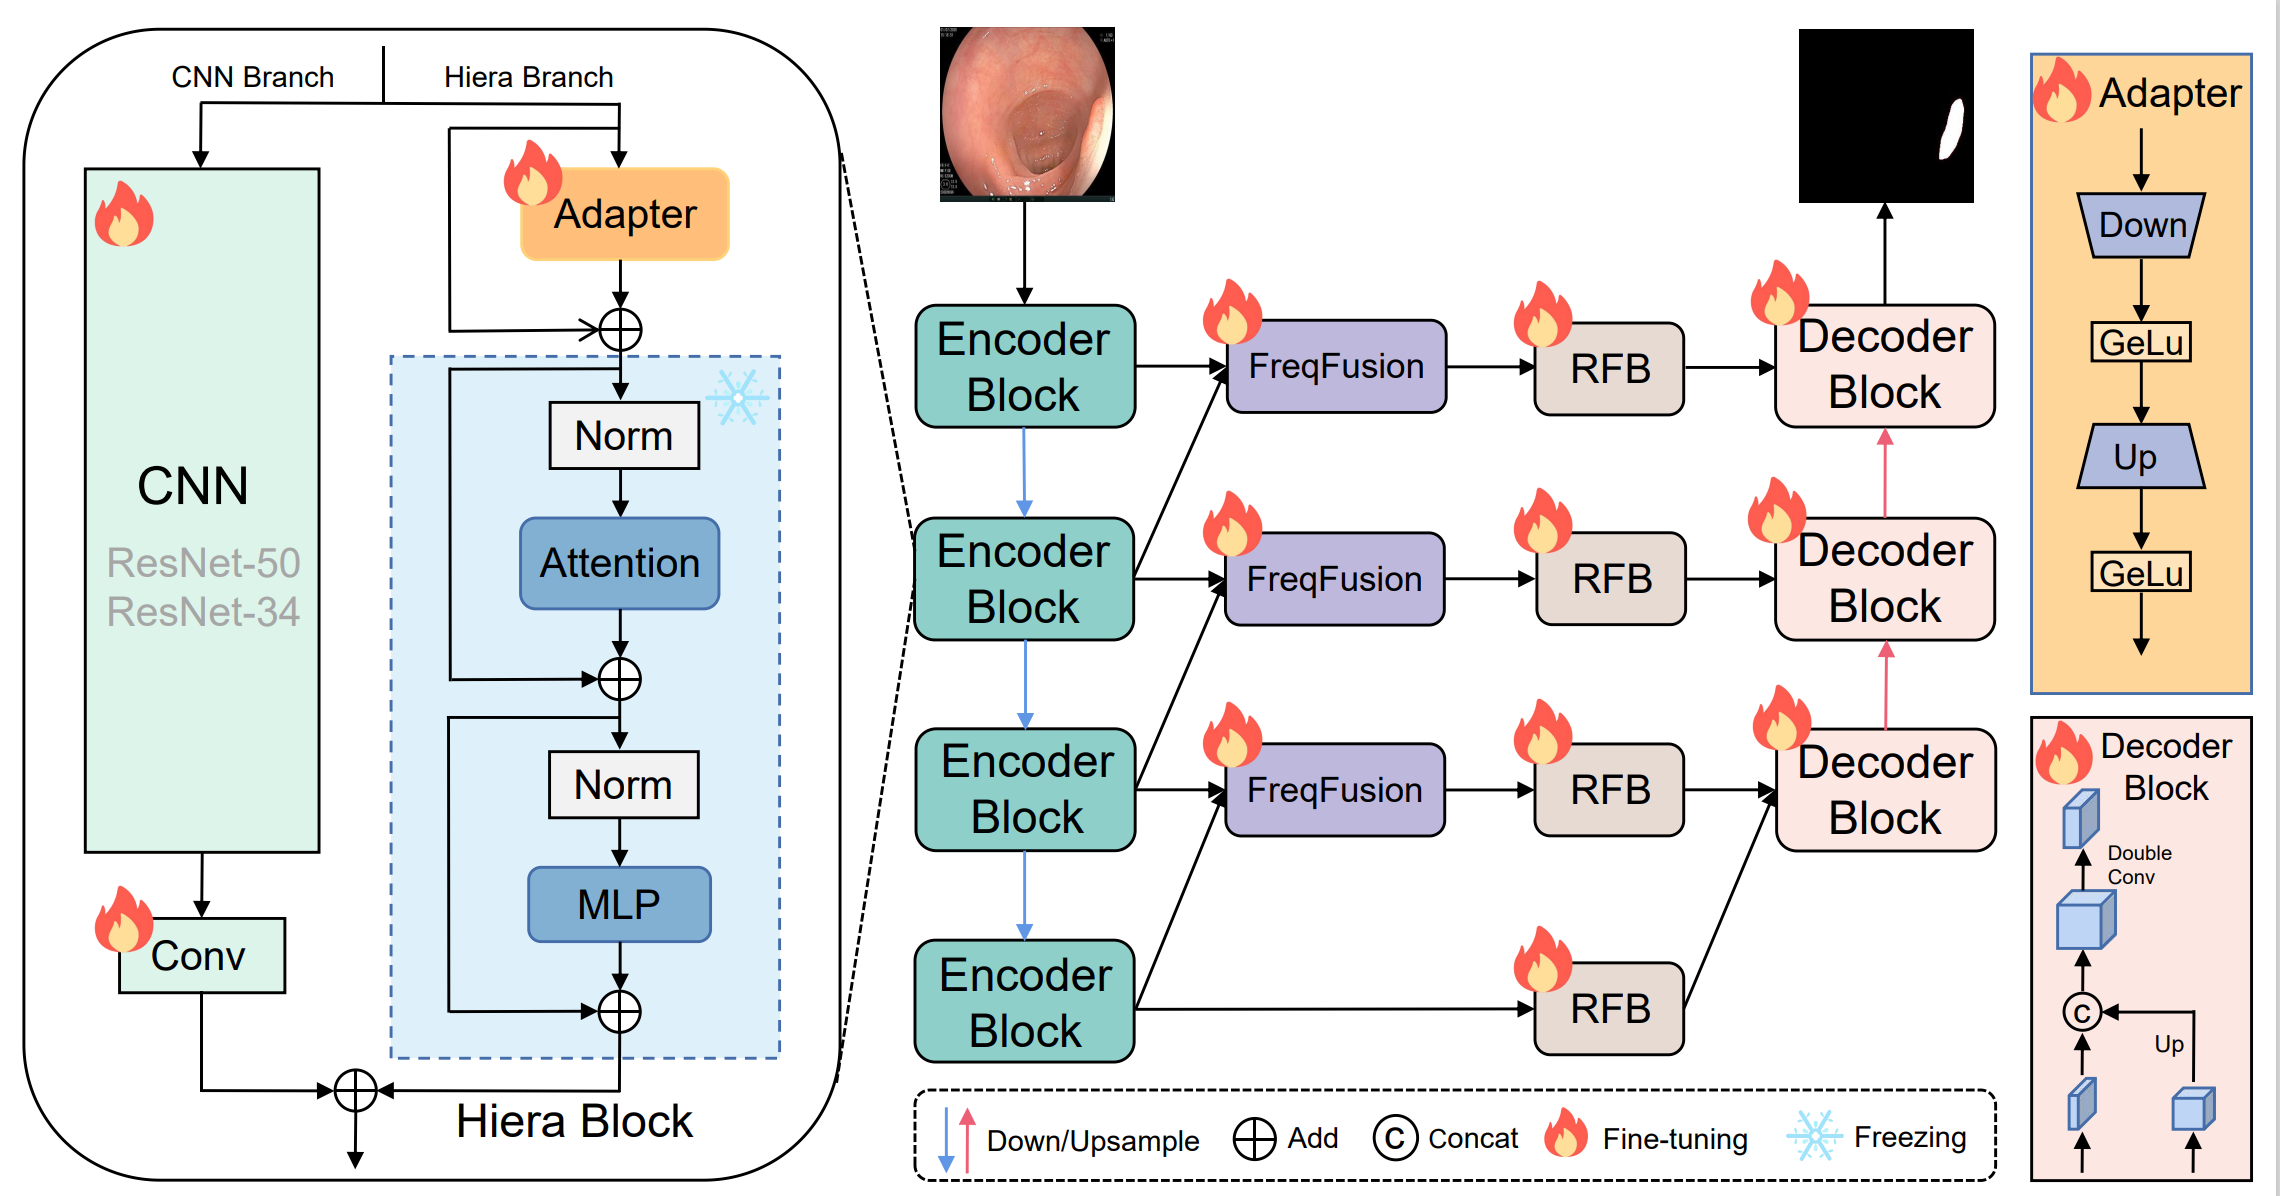 CNN Branch
Hiera Branch
Adapter
Norm
Attention
Norm
MLP
CNN
ResNet-50
ResNet-34
Conv
Hiera Block
Encoder
Block
FreqFusion
RFB
Decoder
Block
Encoder
Block
FreqFusion
RFB
Decoder
Block
Encoder
Block
FreqFusion
RFB
Decoder
Block
Encoder
Block
RFB
Down/Upsample
Add
C
Concat
Fine-tuning
Freezing
Adapter
Down
GeLu
Up
GeLu
Decoder
Block
Double
Conv
C
Up